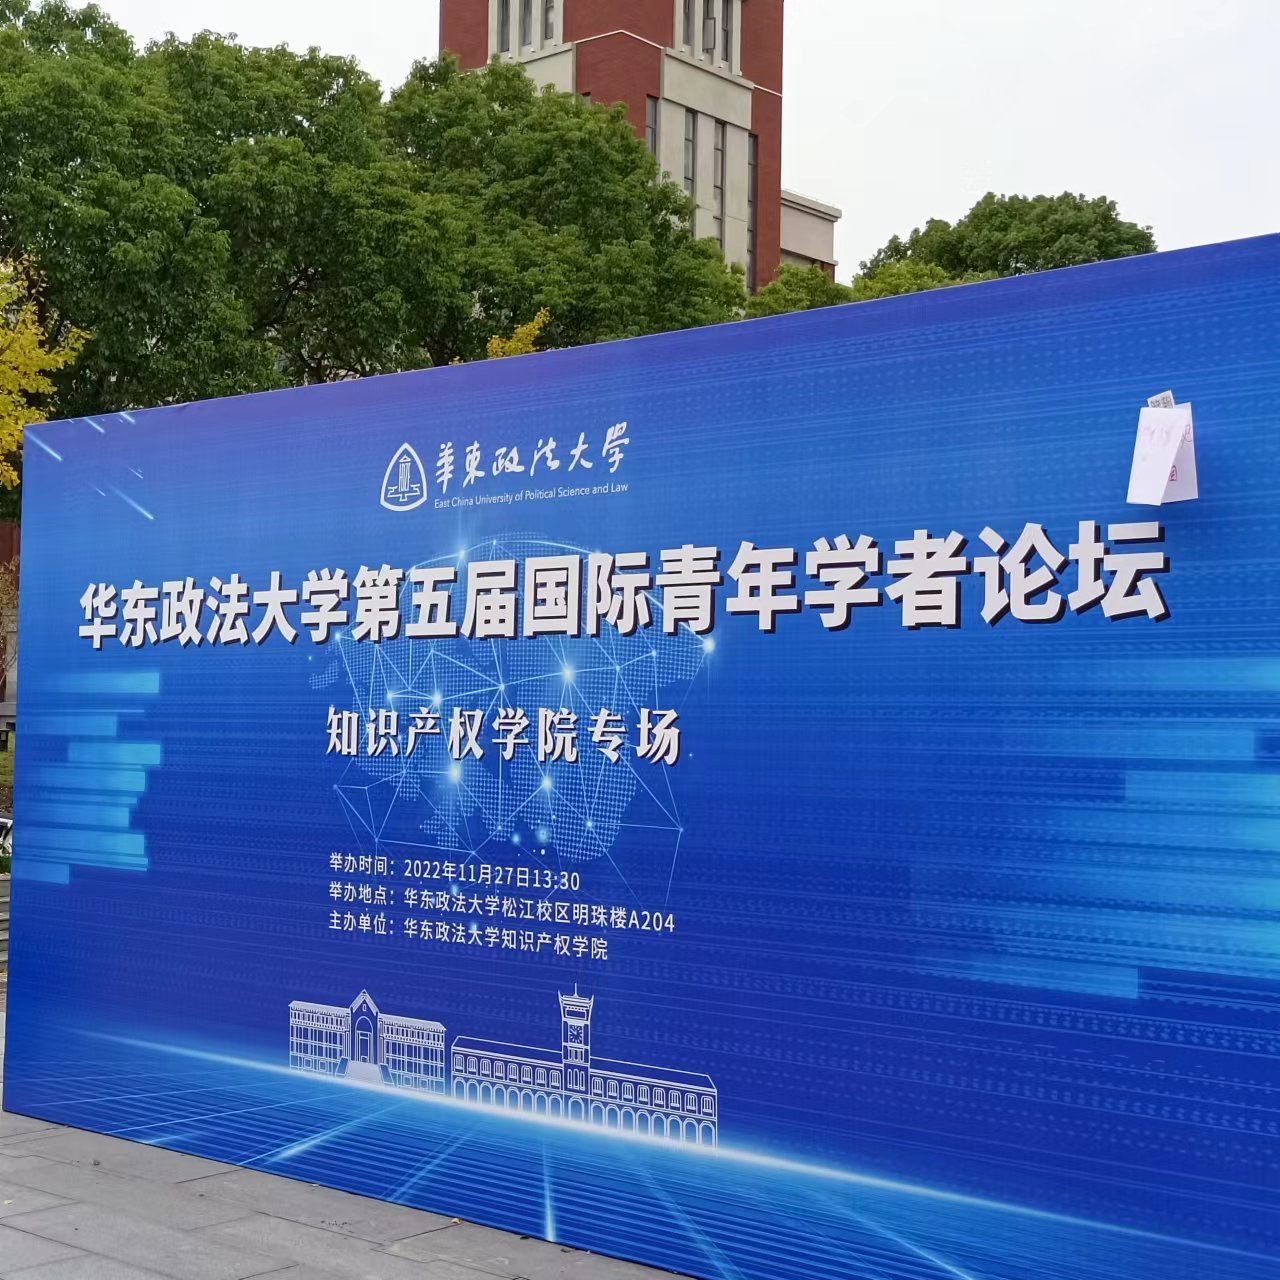 華東政法大學
East China University of Political Science and Law
华东政法大学第五届国际青年学者论坛
知识产权学院专场
举办时间：2022年11月27日13:30
举办地点：华东政法大学松江校区明珠楼A204
主办单位：华东政法大学知识产权学院